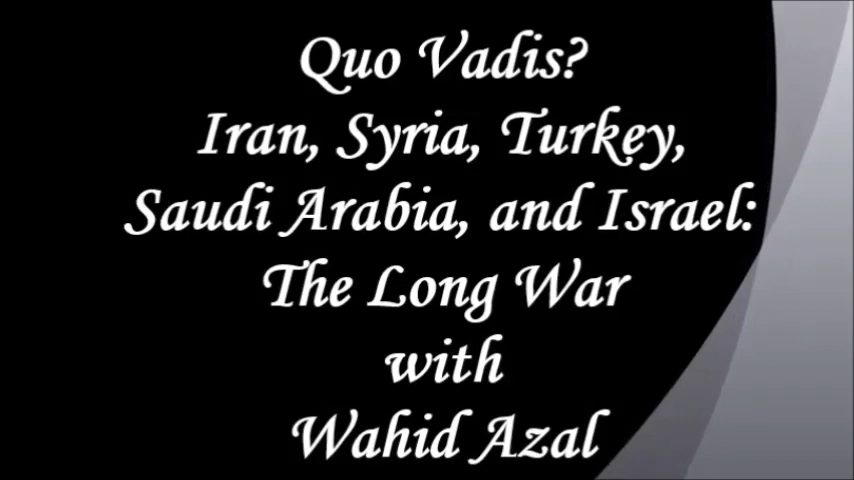 Quo Vadis?
Iran, Syria, Turkey,
Saudi Arabia, and Israel:
The Long War
with
Wahid Azal